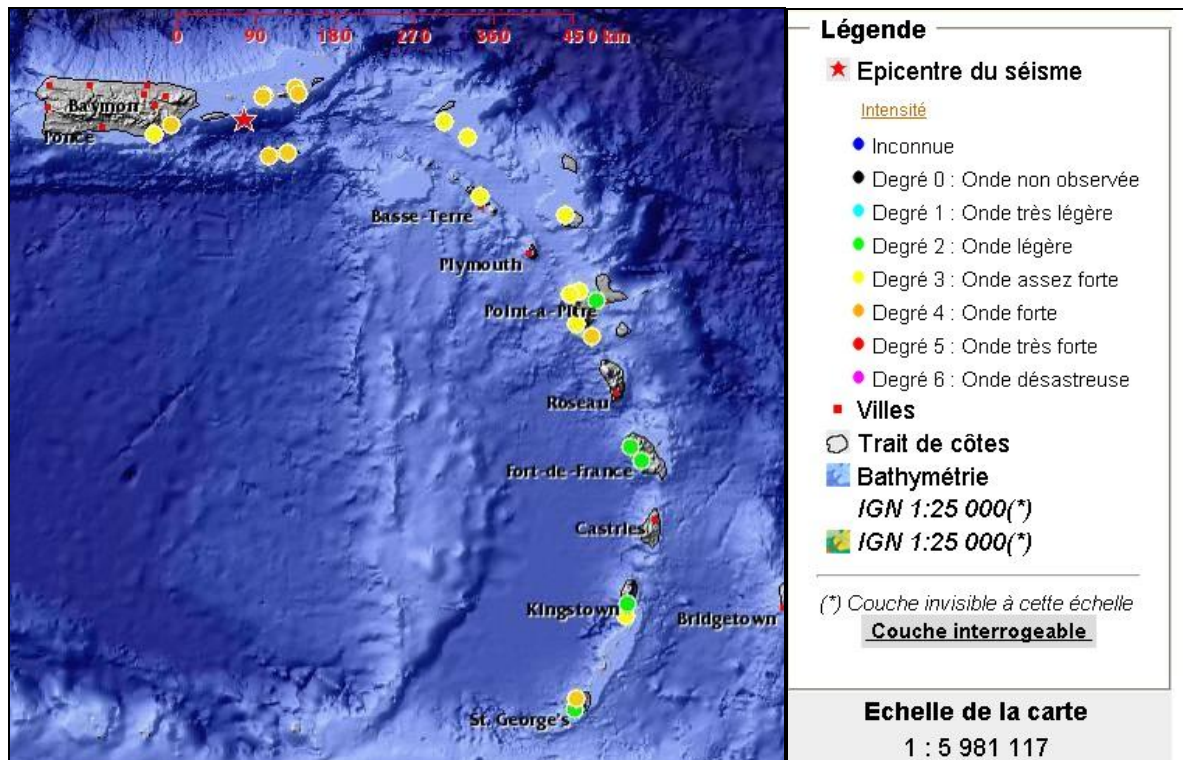 0 90 180 270 360 450 km
Baymon
Ponce
Basse-Terre
Plymouth
Point-a-Pitre
Roseau
Fort-de-France
Castries
Kingstown
Bridgetown
St. George's
Légende
Epicentre du séisme
Intensité
Inconnue
Degré 0 : Onde non observée
Degré 1 : Onde très légère
Degré 2 : Onde légère
Degré 3 : Onde assez forte
Degré 4 : Onde forte
Degré 5 : Onde très forte
Degré 6 : Onde désastreuse
Villes
Trait de côtes
Bathymétrie
IGN 1:25 000(*)
IGN 1:25 000(*)
(*) Couche invisible à cette échelle
Couche interrogeable
Echelle de la carte
1 : 5 981 117